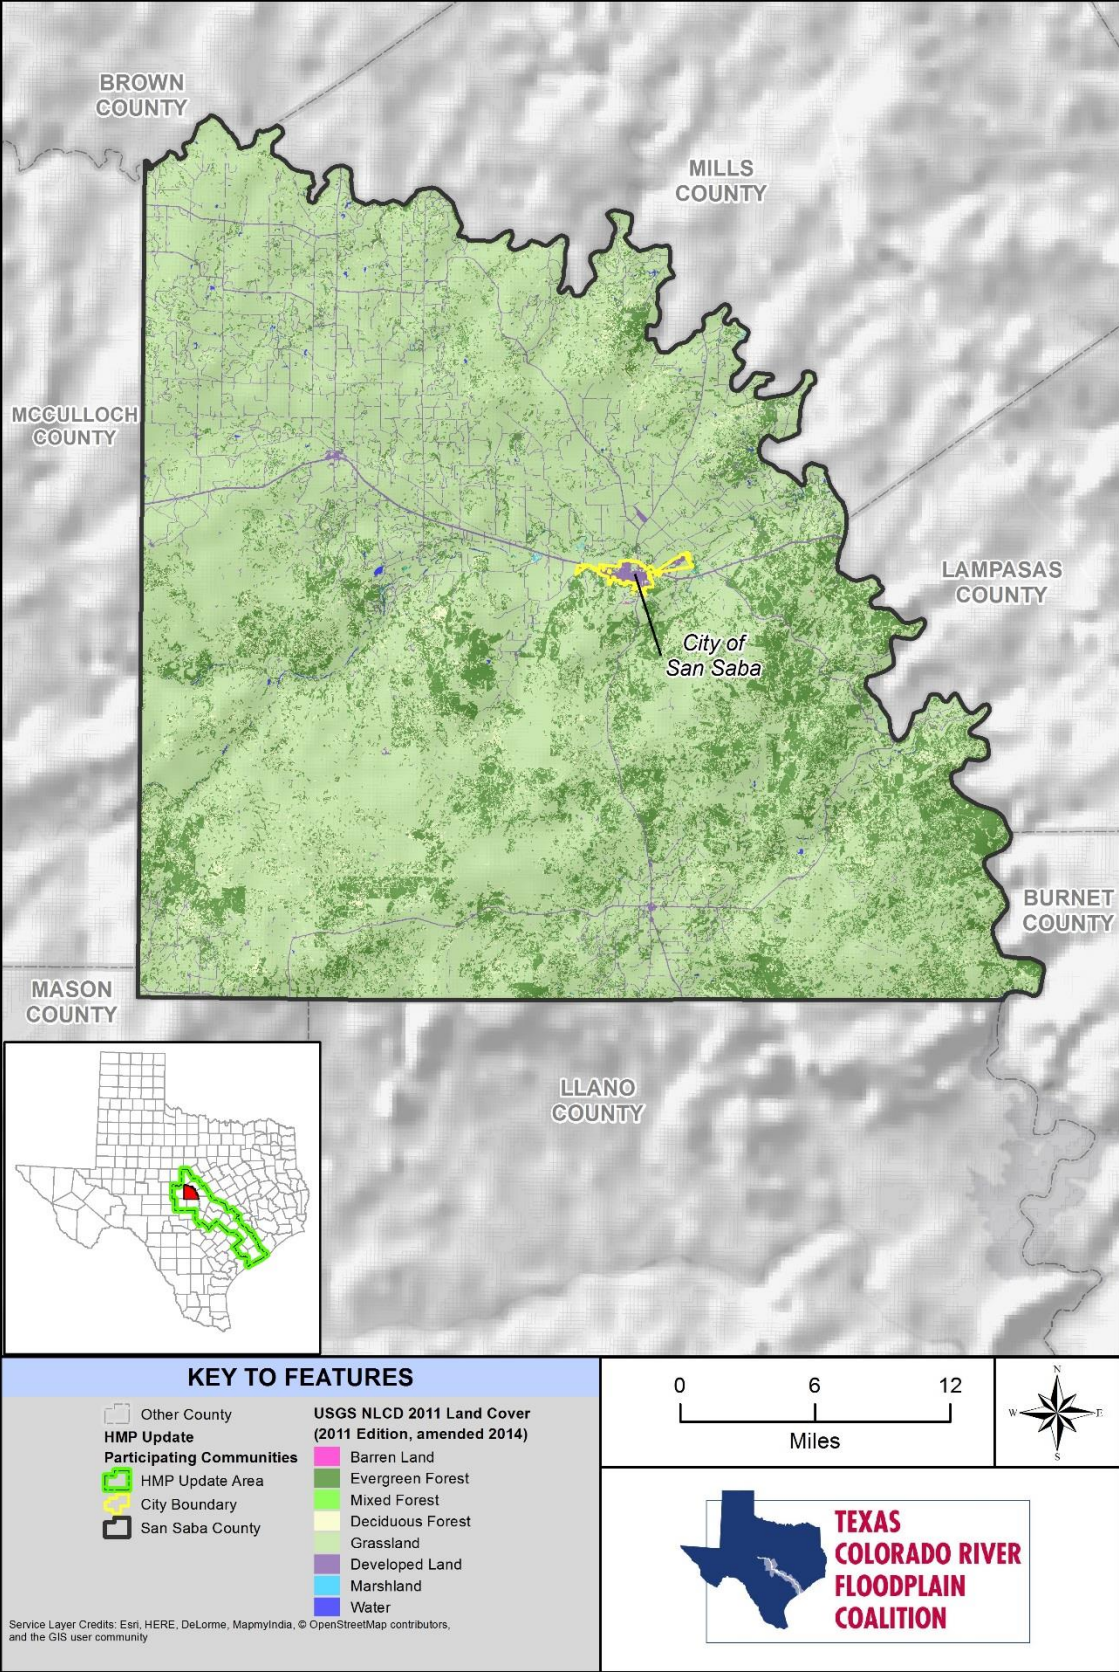 BROWN
COUNTY
MILLS
COUNTY
MCCULLOCH
COUNTY
LAMPASAS
COUNTY
City of
San Saba
BURNET
COUNTY
MASON
COUNTY
LLANO
COUNTY
KEY TO FEATURES
Other County
HMP Update
Participating Communities
HMP Update Area
City Boundary
San Saba County
USGS NLCD 2011 Land Cover
(2011 Edition, amended 2014)
Barren Land
Evergreen Forest
Mixed Forest
Deciduous Forest
Grassland
Developed Land
Marshland
Water
Service Layer Credits: Esri, HERE, DeLorme, MapmyIndia, © OpenStreetMap contributors,
and the GIS user community
0 6 12
Miles
N
W E
S
TEXAS
COLORADO RIVER
FLOODPLAIN
COALITION